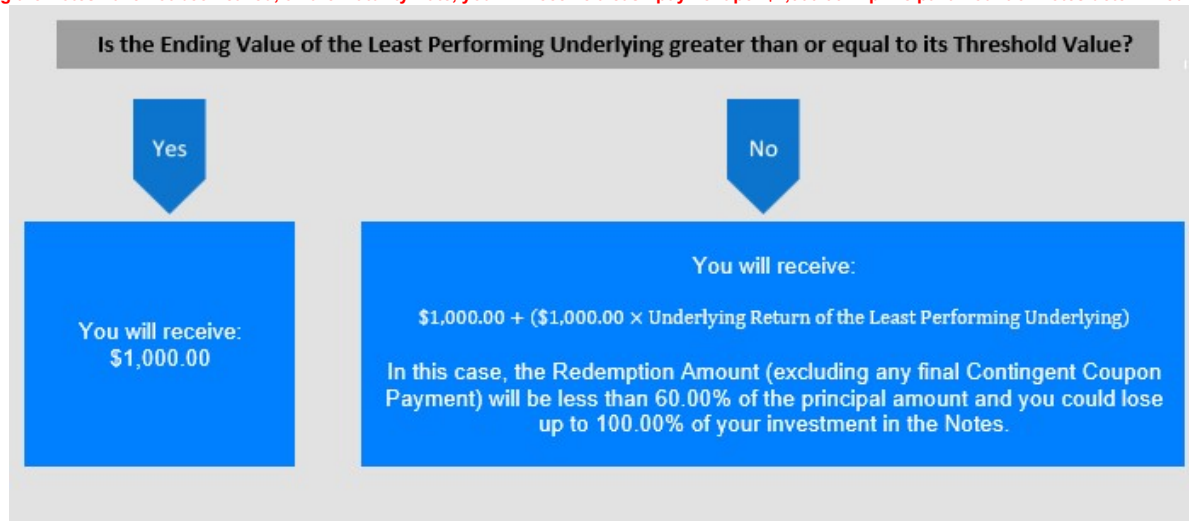 Is the Ending Value of the Least Performing Underlying greater than or equal to its Threshold Value?
Yes
No
You will receive:
$1,000.00
You will receive:
$1,000.00 + ($1,000.00 × Underlying Return of the Least Performing Underlying)
In this case, the Redemption Amount (excluding any final Contingent Coupon
Payment) will be less than 60.00% of the principal amount and you could lose
up to 100.00% of your investment in the Notes.